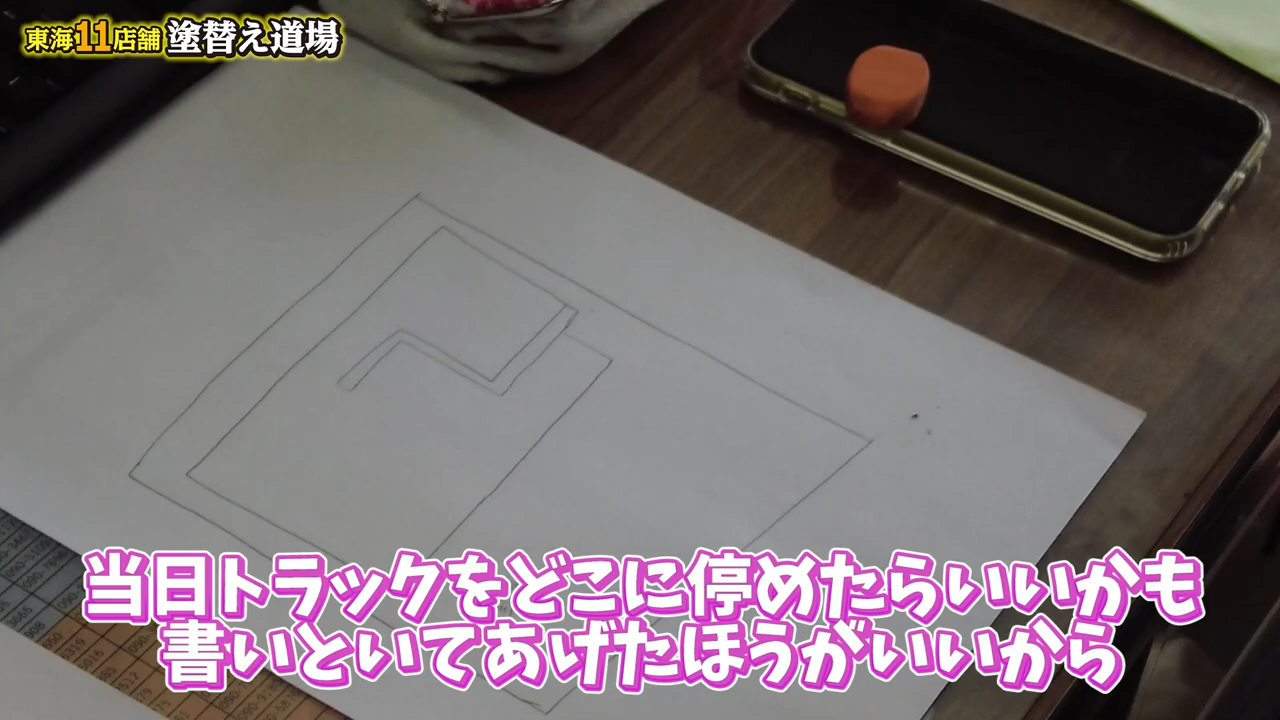 東海11店舗 塗替え道場
当日トラックをどこに停めたらいいかも
書いといてあげたほうがいいから